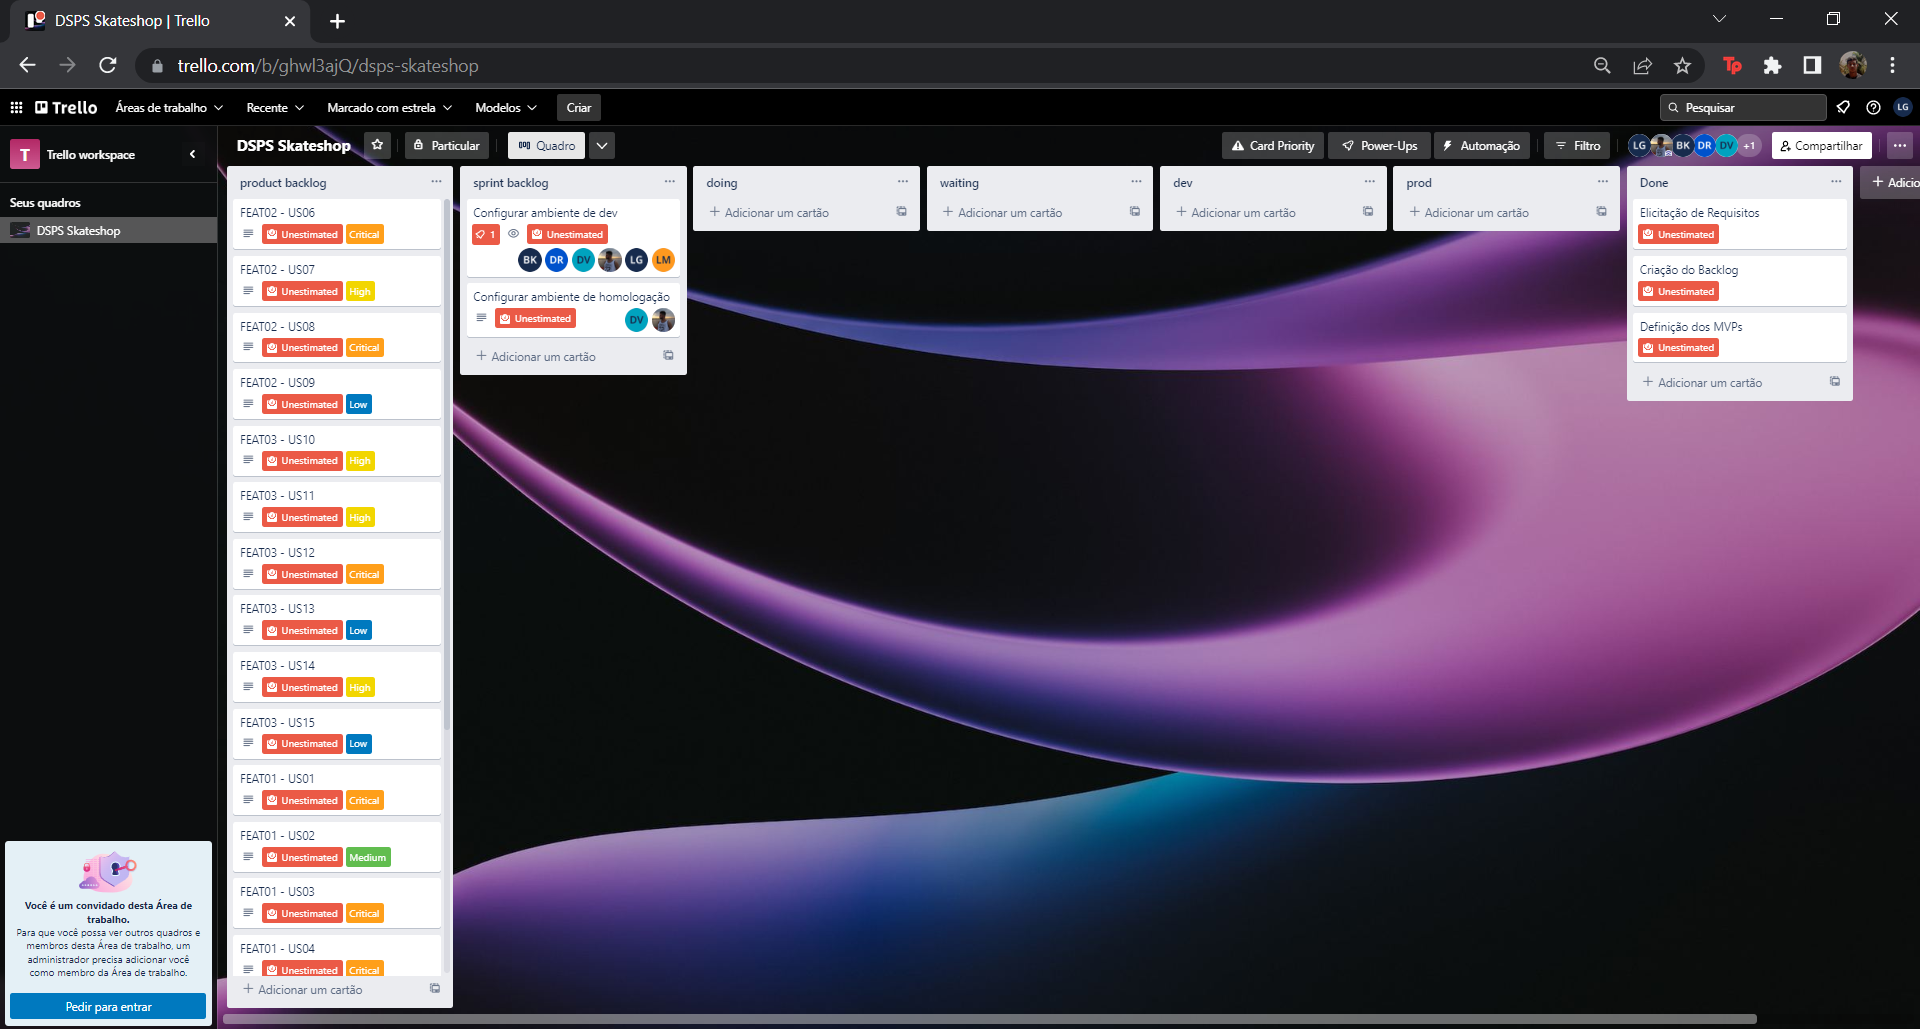 DSPS Skateshop | Trello
trello.com/b/ghwl3ajQ/dsps-skateshop
Tp
Trello
Áreas de trabalho
Recente
Marcado com estrela
Modelos
Criar
Pesquisar
LG
T
Trello workspace
DSPS Skateshop
Particular
Quadro
Card Priority
Power-Ups
Automação
Filtro
LG
BK
DR
DV
+1
Compartilhar
Seus quadros
DSPS Skateshop
product backlog
FEAT02 - US06
Unestimated
Critical
FEAT02 - US07
Unestimated
High
FEAT02 - US08
Unestimated
Critical
FEAT02 - US09
Unestimated
Low
FEAT03 - US10
Unestimated
High
FEAT03 - US11
Unestimated
High
FEAT03 - US12
Unestimated
Critical
FEAT03 - US13
Unestimated
Low
FEAT03 - US14
Unestimated
High
FEAT03 - US15
Unestimated
Low
FEAT01 - US01
Unestimated
Critical
FEAT01 - US02
Unestimated
Medium
FEAT01 - US03
Unestimated
Critical
FEAT01 - US04
Unestimated
Critical
Adicionar um cartão
sprint backlog
Configurar ambiente de dev
1
Unestimated
BK
DR
DV
LG
LM
Configurar ambiente de homologação
Unestimated
DV
Adicionar um cartão
doing
Adicionar um cartão
waiting
Adicionar um cartão
dev
Adicionar um cartão
prod
Adicionar um cartão
Done
Elicitação de Requisitos
Unestimated
Criação do Backlog
Unestimated
Definição dos MVPs
Unestimated
Adicionar um cartão
Adicio
Você é um convidado desta Área de
trabalho.
Para que você possa ver outros quadros e
membros desta Área de trabalho, um
administrador precisa adicionar você
como membro da Área de trabalho.
Pedir para entrar